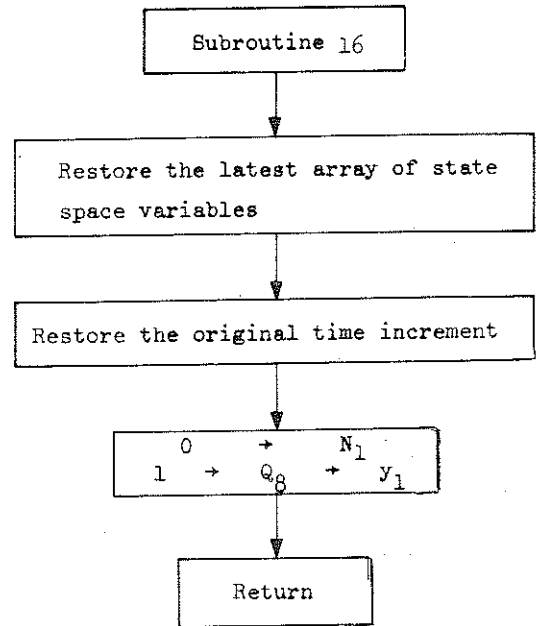 Subroutine 16
Restore the latest array of state
space variables
Restore the original time increment
0 → N₁
1 → Q₈ → y₁
Return